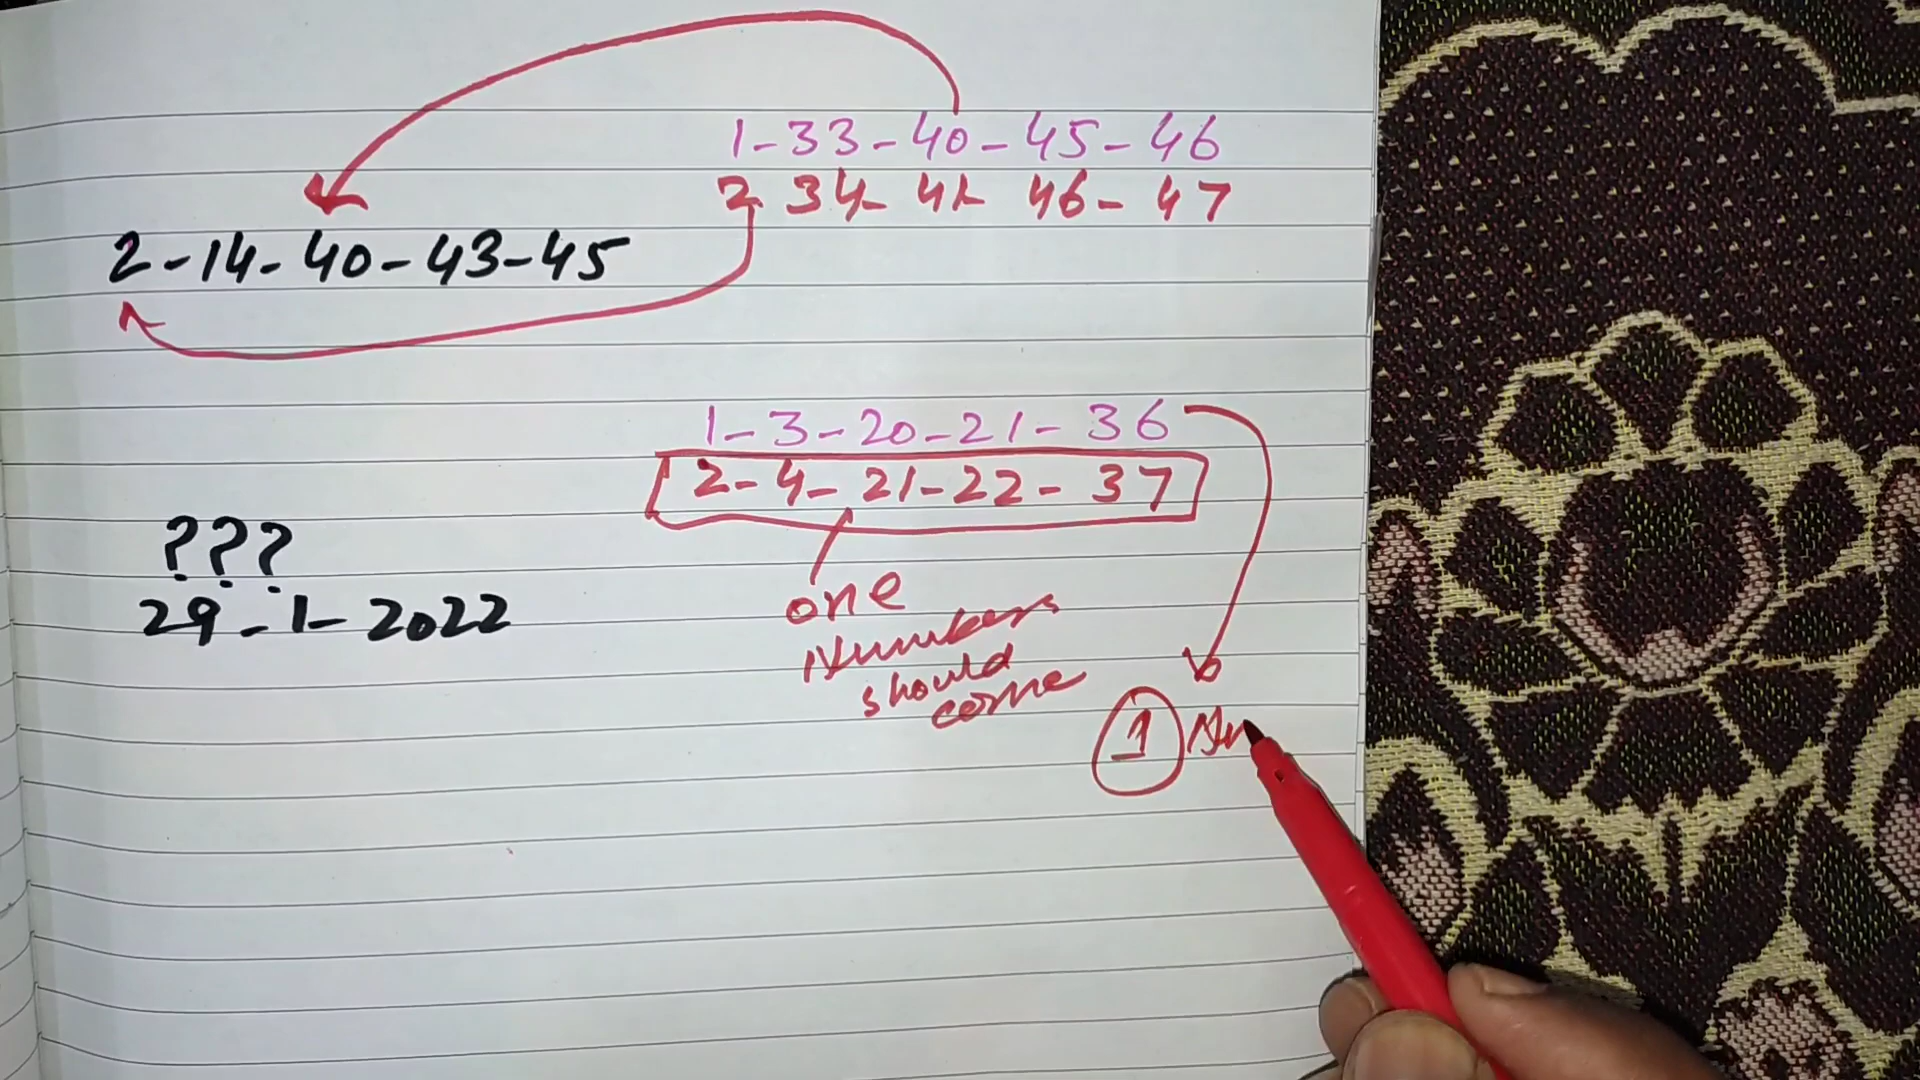 1-33-40-45-46
2 34- 41- 46- 47
2-14-40-43-45
1-3-20-21-36
2-4-21-22-37
???
29-1-2022
one
Numbers
should
come
1 Nu